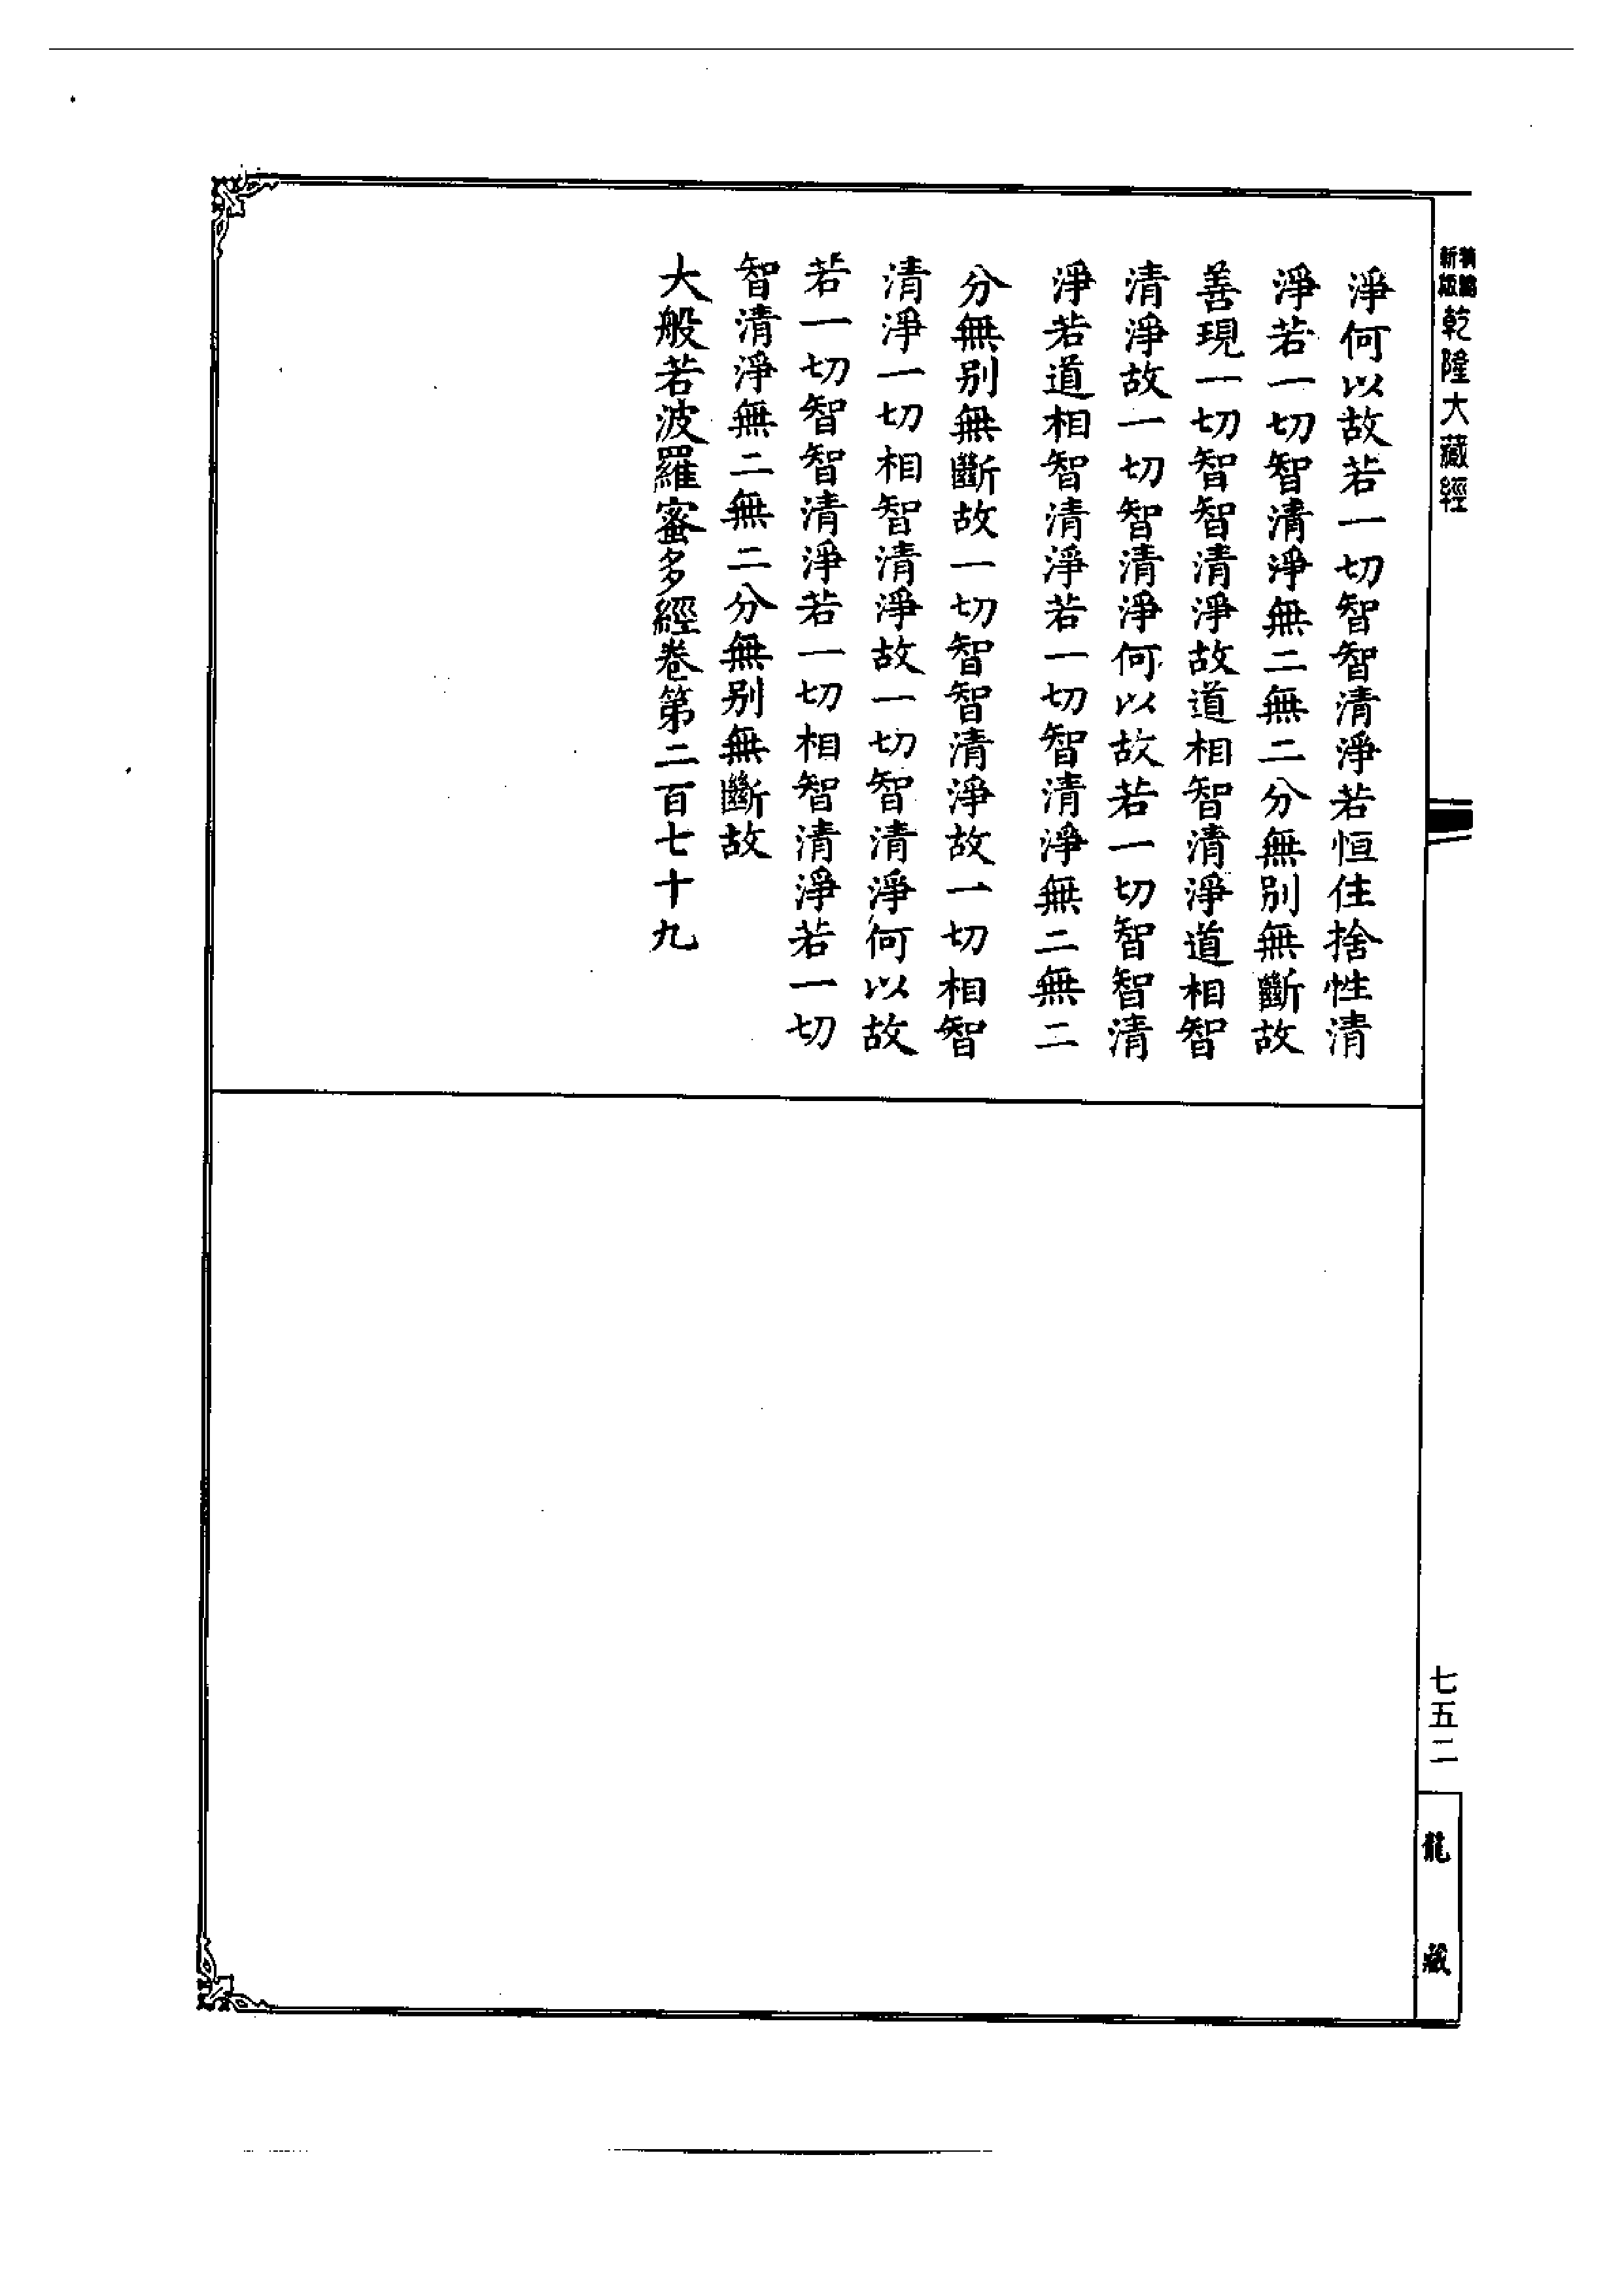 新版
乾隆大藏經
淨何以故若一切智智清淨若恒住捨性清
淨若一切智清淨無二無二分無別無斷故
善現一切智智清淨故道相智清淨道相智
清淨故一切智清淨何以故若一切智智清
淨若道相智清淨若一切智清淨無二無二
分無別無斷故一切智智清淨故一切相智
清淨一切相智清淨故一切智清淨何以故
若一切智智清淨若一切相智清淨若一切
智清淨無二無二分無別無斷故
大般若波羅蜜多經卷第二百七十九
七五二
龍藏